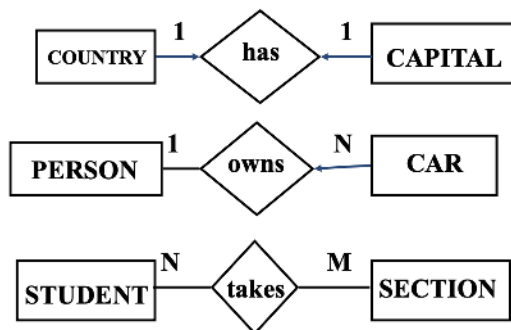 1 1
COUNTRY has CAPITAL
1 N
PERSON owns CAR
N M
STUDENT takes SECTION